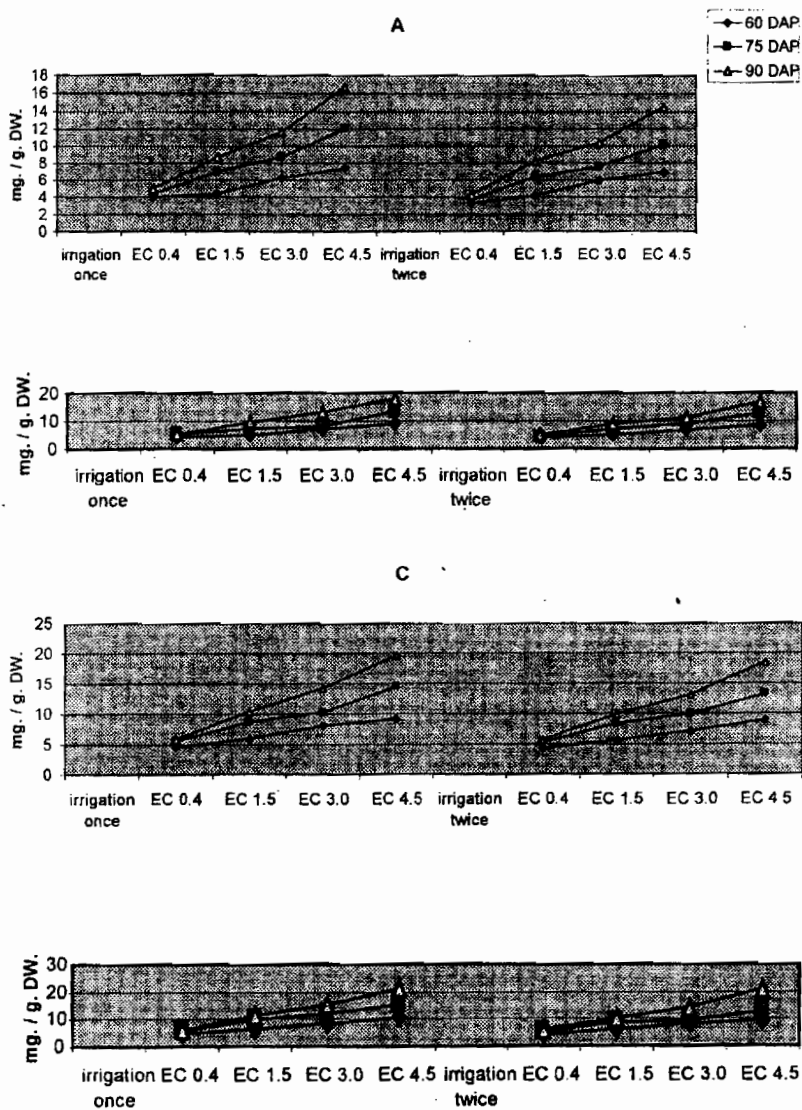 A
60 DAP
75 DAP
90 DAP
mg. / g. DW.
18
16
14
12
10
8
6
4
2
0
irrigation once EC 0.4 EC 1.5 EC 3.0 EC 4.5 irrigation twice EC 0.4 EC 1.5 EC 3.0 EC 4.5
mg. / g. DW.
20
10
0
irrigation once EC 0.4 EC 1.5 EC 3.0 EC 4.5 irrigation twice EC 0.4 EC 1.5 EC 3.0 EC 4.5
C
mg. / g. DW.
25
20
15
10
5
0
irrigation once EC 0.4 EC 1.5 EC 3.0 EC 4.5 irrigation twice EC 0.4 EC 1.5 EC 3.0 EC 4 5
mg. / g. DW.
30
20
10
0
irrigation once EC 0.4 EC 1.5 EC 3.0 EC 4.5 irrigation twice EC 0.4 EC 1.5 EC 3.0 EC 4.5